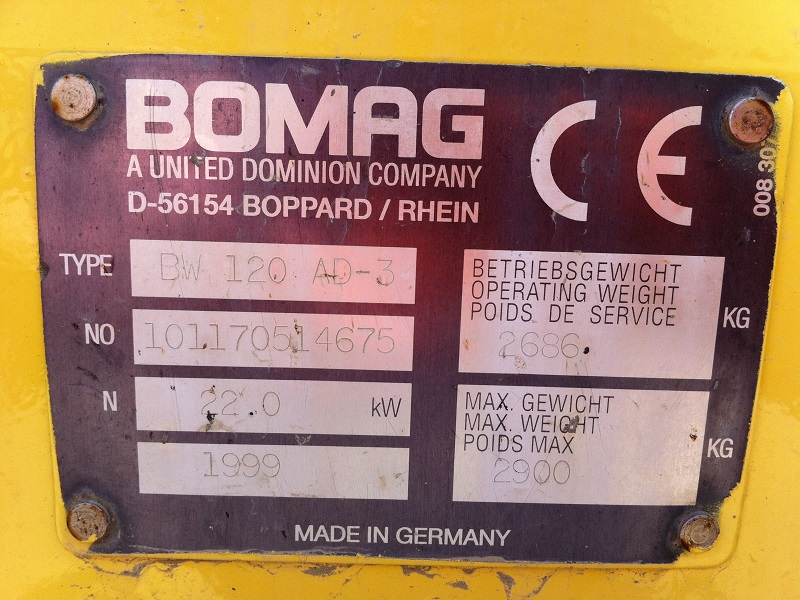 BOMAG
A UNITED DOMINION COMPANY
D-56154 BOPPARD / RHEIN
CE
008 30
TYPE BW 120 AD-3
NO 101170514675
N 22.0 kW
1999
BETRIEBSGEWICHT
OPERATING WEIGHT
POIDS DE SERVICE
2686 KG
MAX. GEWICHT
MAX. WEIGHT
POIDS MAX
2900 KG
MADE IN GERMANY